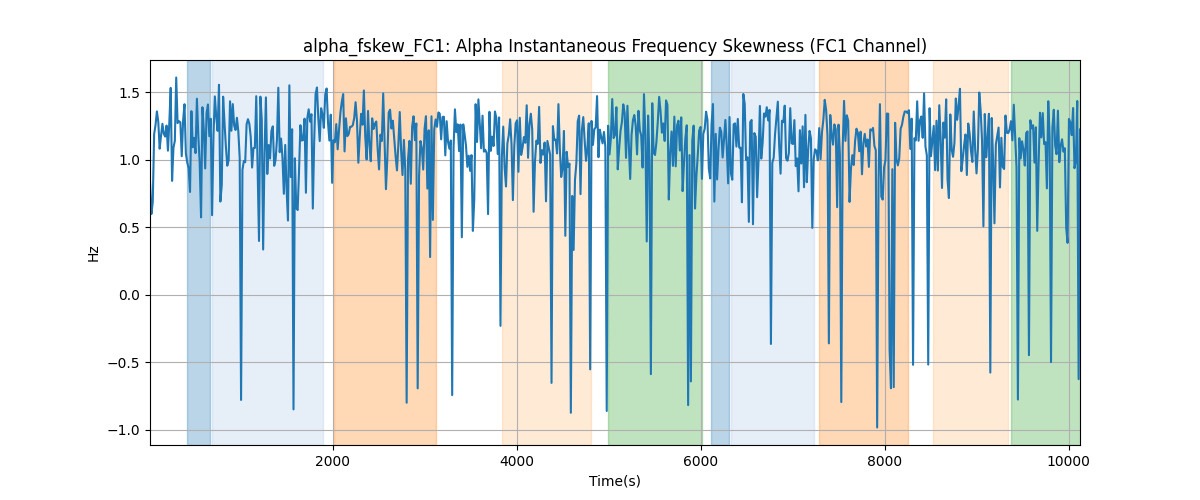 alpha_fskew_FC1: Alpha Instantaneous Frequency Skewness (FC1 Channel)
1.5
1.0
0.5
0.0
−0.5
−1.0
Hz
2000 4000 6000 8000 10000
Time(s)